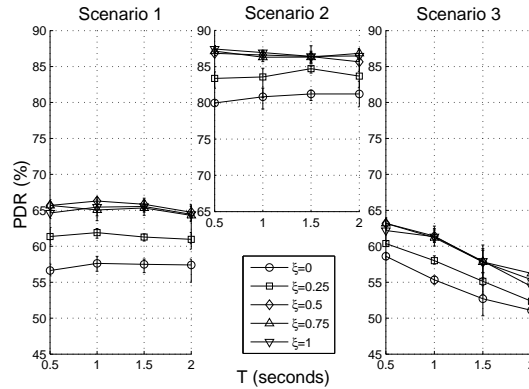 Scenario 1
Scenario 2
Scenario 3
PDR (%)
90
85
80
75
70
65
60
55
50
45
0.5 1 1.5 2
90
85
80
75
70
65
0.5 1 1.5 2
90
85
80
75
70
65
60
55
50
45
0.5 1 1.5 2
ξ=0
ξ=0.25
ξ=0.5
ξ=0.75
ξ=1
T (seconds)